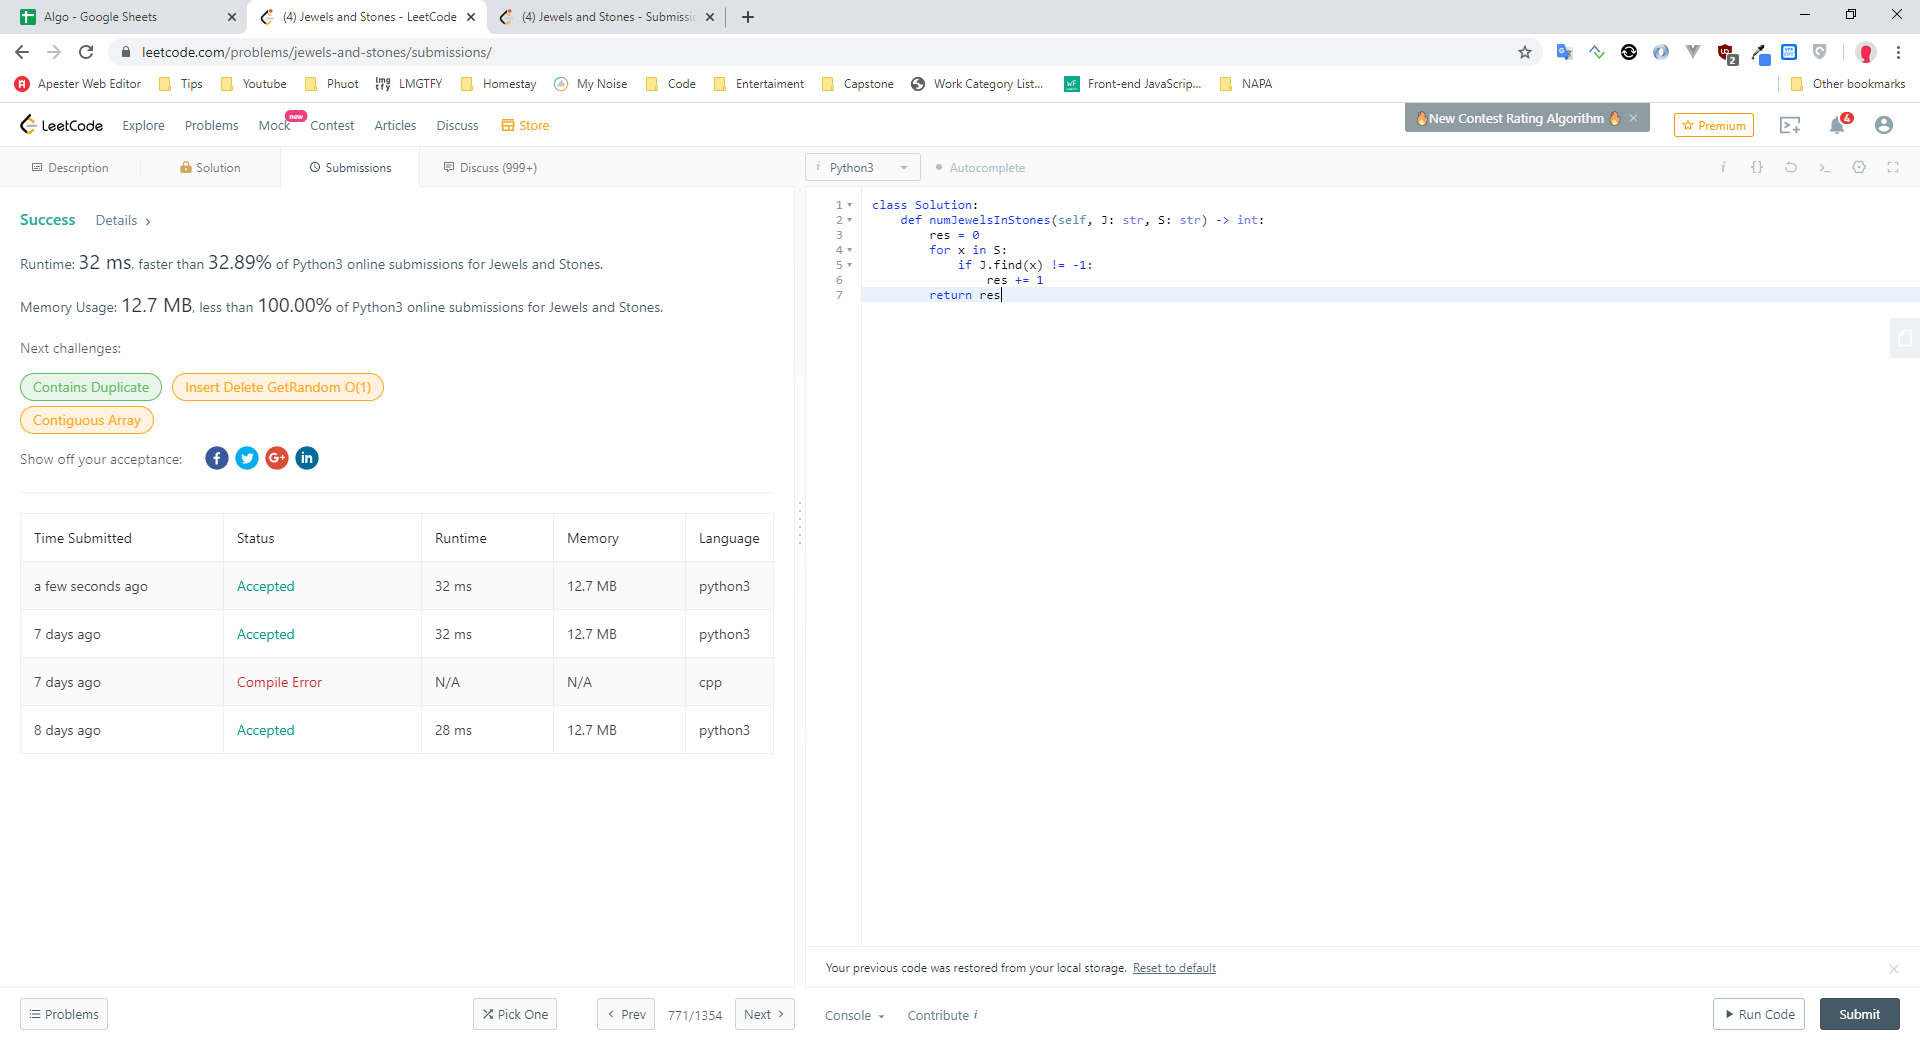 Algo - Google Sheets
(4) Jewels and Stones - LeetCode
(4) Jewels and Stones - Submissic
leetcode.com/problems/jewels-and-stones/submissions/
2
Apester Web Editor
Tips
Youtube
Phuot
LMGTFY
Homestay
My Noise
Code
Entertaiment
Capstone
Work Category List...
Front-end JavaScrip...
NAPA
Other bookmarks
LeetCode
Explore
Problems
Mock
new
Contest
Articles
Discuss
Store
🔥New Contest Rating Algorithm 🔥
Premium
4
Description
Solution
Submissions
Discuss (999+)
i Python3
Autocomplete
Success
Details
Runtime: 32 ms, faster than 32.89% of Python3 online submissions for Jewels and Stones.
Memory Usage: 12.7 MB, less than 100.00% of Python3 online submissions for Jewels and Stones.
Next challenges:
Contains Duplicate
Insert Delete GetRandom O(1)
Contiguous Array
Show off your acceptance:
Time Submitted Status Runtime Memory Language
a few seconds ago Accepted 32 ms 12.7 MB python3
7 days ago Accepted 32 ms 12.7 MB python3
7 days ago Compile Error N/A N/A cpp
8 days ago Accepted 28 ms 12.7 MB python3
1 class Solution:
2 def numJewelsInStones(self, J: str, S: str) -> int:
3 res = 0
4 for x in S:
5 if J.find(x) != -1:
6 res += 1
7 return res
Your previous code was restored from your local storage. Reset to default
Problems
Pick One
Prev
771/1354
Next
Console
Contribute i
Run Code
Submit